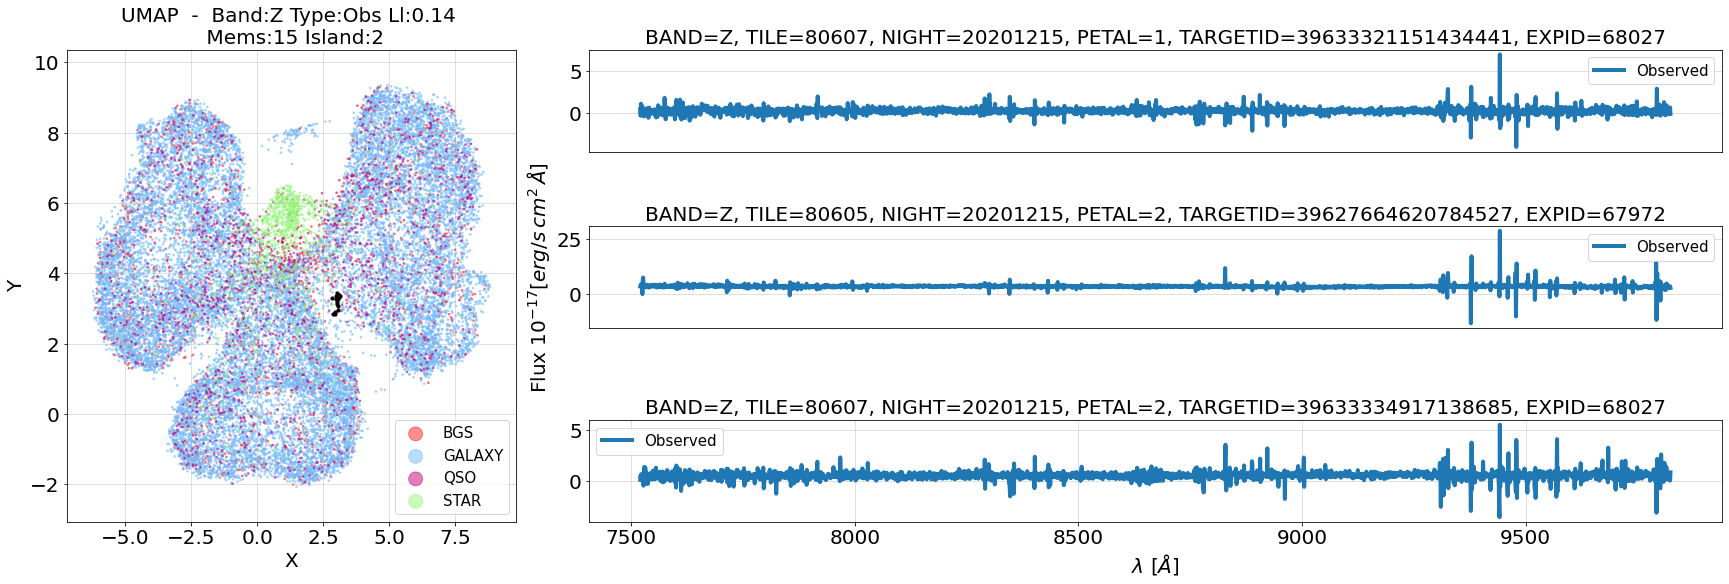 UMAP - Band:Z Type:Obs Ll:0.14
Mems:15 Island:2
Y
10
8
6
4
2
0
−2
−5.0 −2.5 0.0 2.5 5.0 7.5
X
BGS
GALAXY
QSO
STAR
Flux 10⁻¹⁷[erg/s cm² Å]
BAND=Z, TILE=80607, NIGHT=20201215, PETAL=1, TARGETID=39633321151434441, EXPID=68027
5
0
Observed
BAND=Z, TILE=80605, NIGHT=20201215, PETAL=2, TARGETID=39627664620784527, EXPID=67972
25
0
Observed
BAND=Z, TILE=80607, NIGHT=20201215, PETAL=2, TARGETID=39633334917138685, EXPID=68027
5
0
Observed
7500 8000 8500 9000 9500
λ [Å]